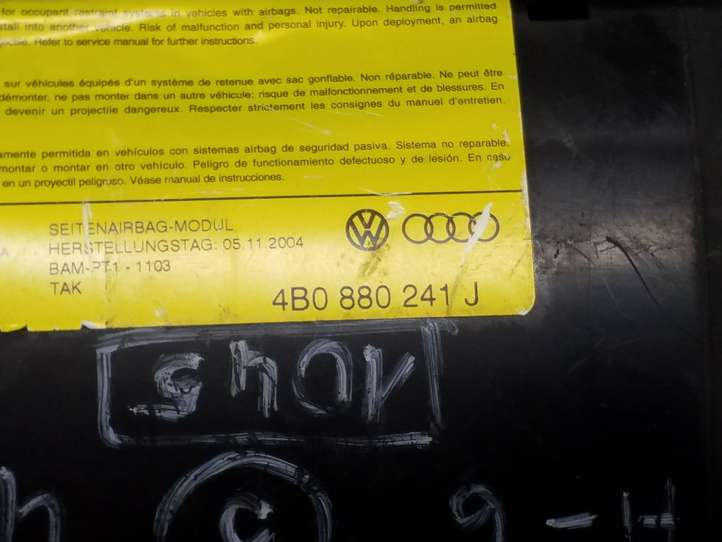 for occupant restraint systems in vehicles with airbags. Not repairable. Handling is permitted
tall into another vehicle. Risk of malfunction and personal injury. Upon deployment, an airbag
jectile. Refer to service manual for further instructions.
sur véhicules équipés d'un système de retenue avec sac gonflable. Non réparable. Ne peut être
démonter, ne pas monter dans un autre véhicule; risque de malfonctionnement et de blessures. En
devenir un projectile dangereux. Respecter strictement les consignes du manuel d'entretien.
amente permitida en vehículos con sistemas airbag de seguridad pasiva. Sistema no reparable.
montar o montar en otro vehículo. Peligro de funcionamiento defectuoso y de lesión. En caso
en un proyectil peligroso. Véase manual de instrucciones.
SEITENAIRBAG-MODUL
HERSTELLUNGSTAG: 05.11.2004
BAM-PT1 - 1103
TAK
4B0 880 241 J